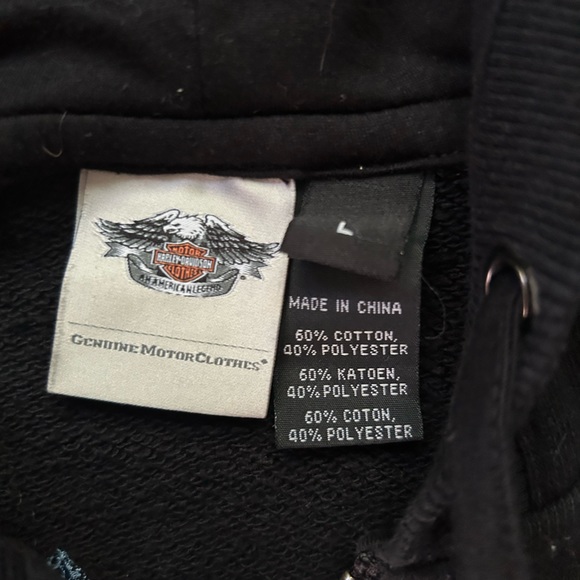 MOTOR
HARLEY-DAVIDSON
CLOTHES
AN AMERICAN LEGEND
GENUINE MOTORCLOTHES®
L
MADE IN CHINA
60% COTTON,
40% POLYESTER
60% KATOEN,
40% POLYESTER
60% COTON,
40% POLYESTER